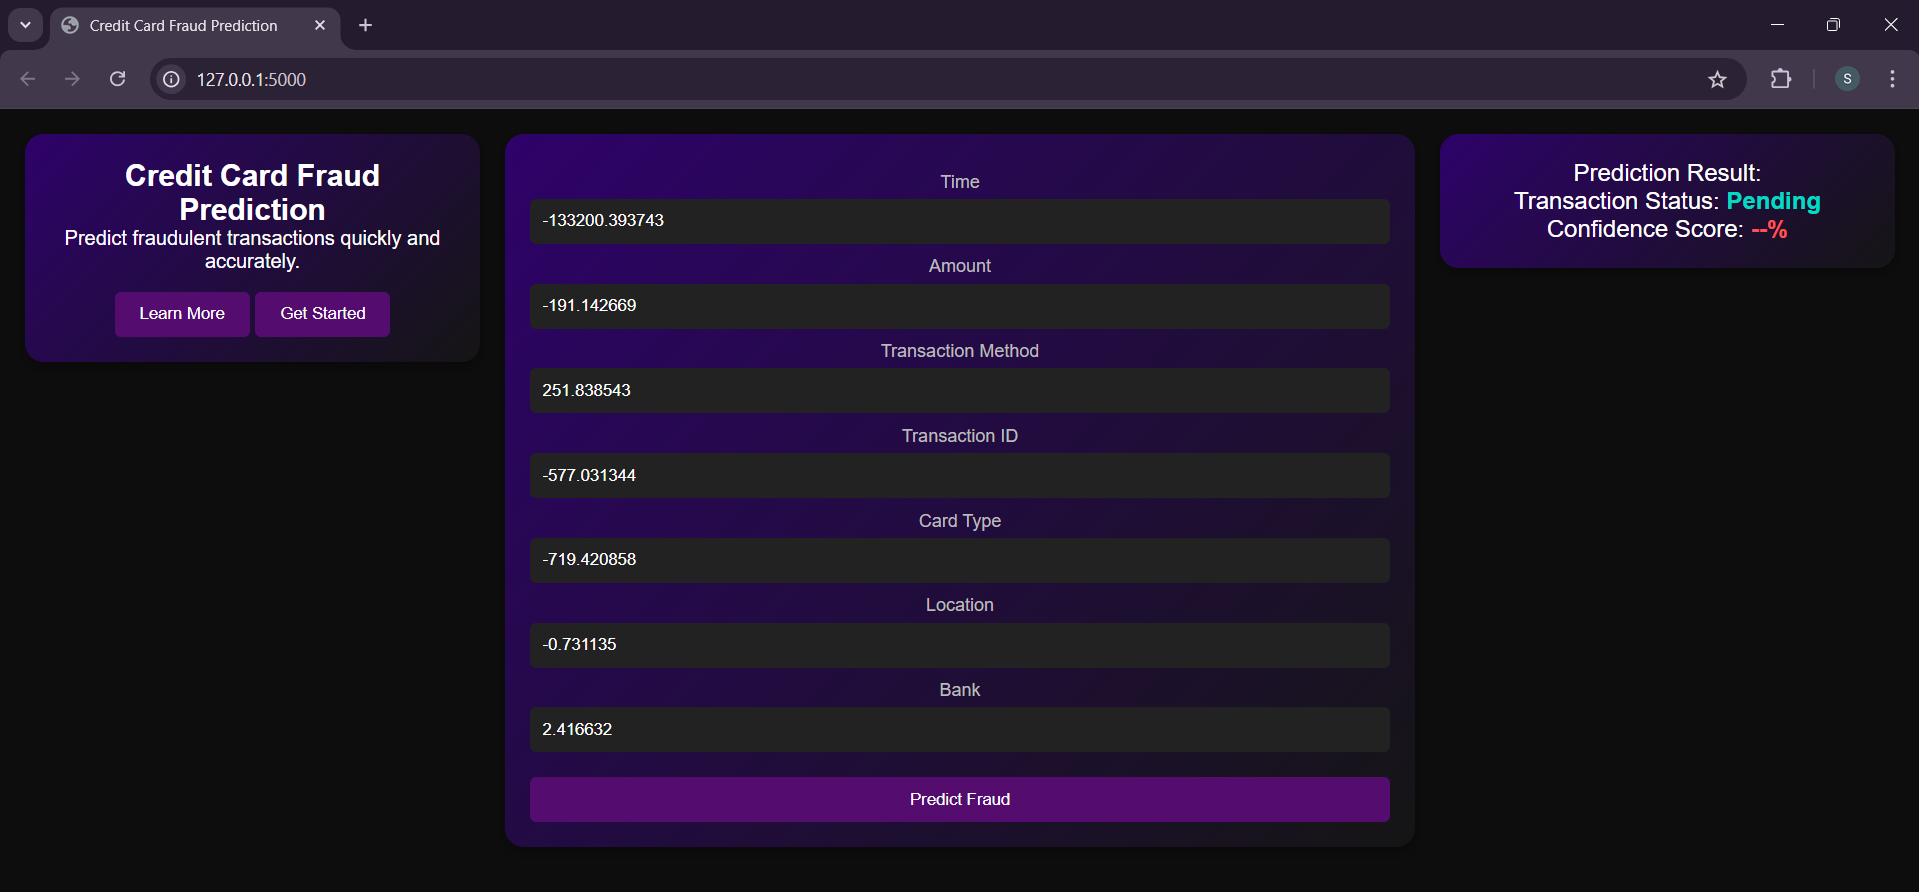 Credit Card Fraud Prediction
127.0.0.1:5000
S
Credit Card Fraud
Prediction
Predict fraudulent transactions quickly and
accurately.
Learn More
Get Started
Time
-133200.393743
Amount
-191.142669
Transaction Method
251.838543
Transaction ID
-577.031344
Card Type
-719.420858
Location
-0.731135
Bank
2.416632
Predict Fraud
Prediction Result:
Transaction Status: Pending
Confidence Score: --%